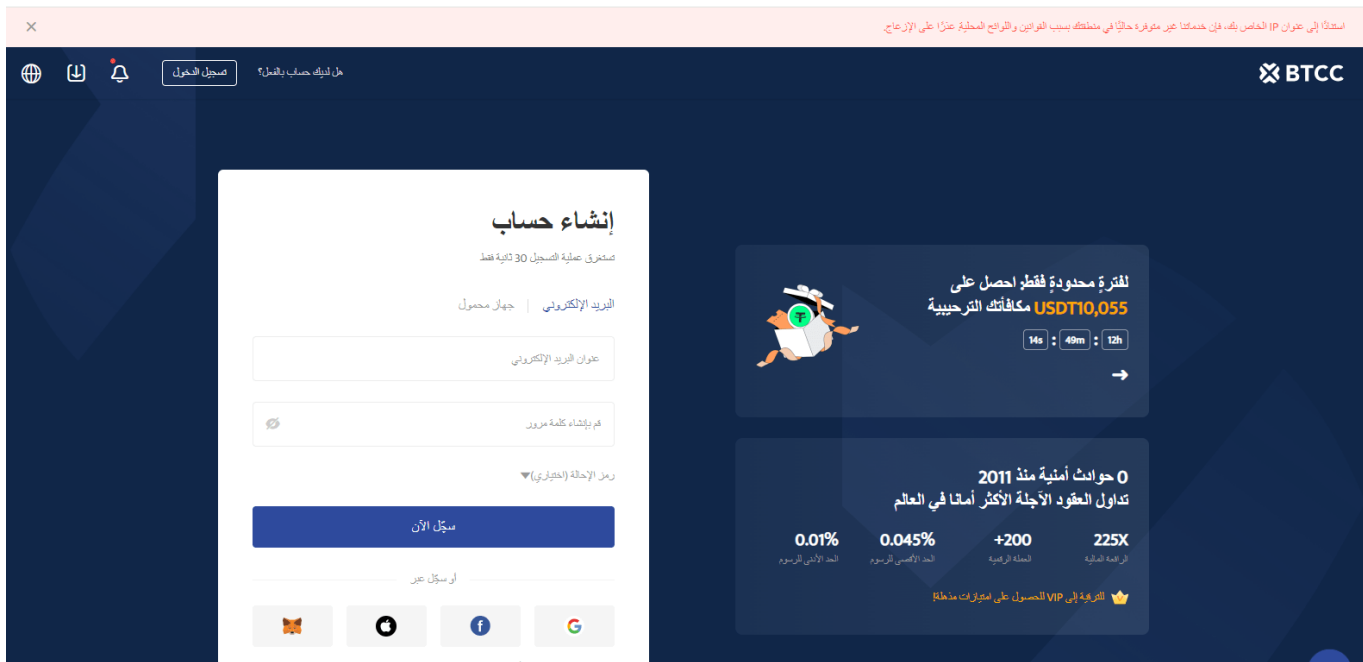 استنادًا إلى عنوان IP الخاص بك، فإن خدماتنا غير متوفرة حاليًا في منطقتك بسبب القوانين واللوائح المحلية. عذرًا على الإزعاج.
BTCC
هل لديك حساب بالفعل؟
تسجيل الدخول
لفترةٍ محدودةٍ فقط، احصل على
USDT10,055 مكافأتك الترحيبية
12h : 49m : 14s
0 حوادث أمنية منذ 2011
تداول العقود الآجلة الأكثر أمانا في العالم
225X
الرافعة المالية
+200
العملة الرقمية
0.045%
الحد الأقصى للرسوم
0.01%
الحد الأدنى للرسوم
الترقية إلى VIP للحصول على امتيازات مذهلة!
إنشاء حساب
تستغرق عملية التسجيل 30 ثانية فقط
البريد الإلكتروني | جهاز محمول
عنوان البريد الإلكتروني
قم بإنشاء كلمة مرور
رمز الإحالة (اختياري)
سجّل الآن
أو سجّل عبر